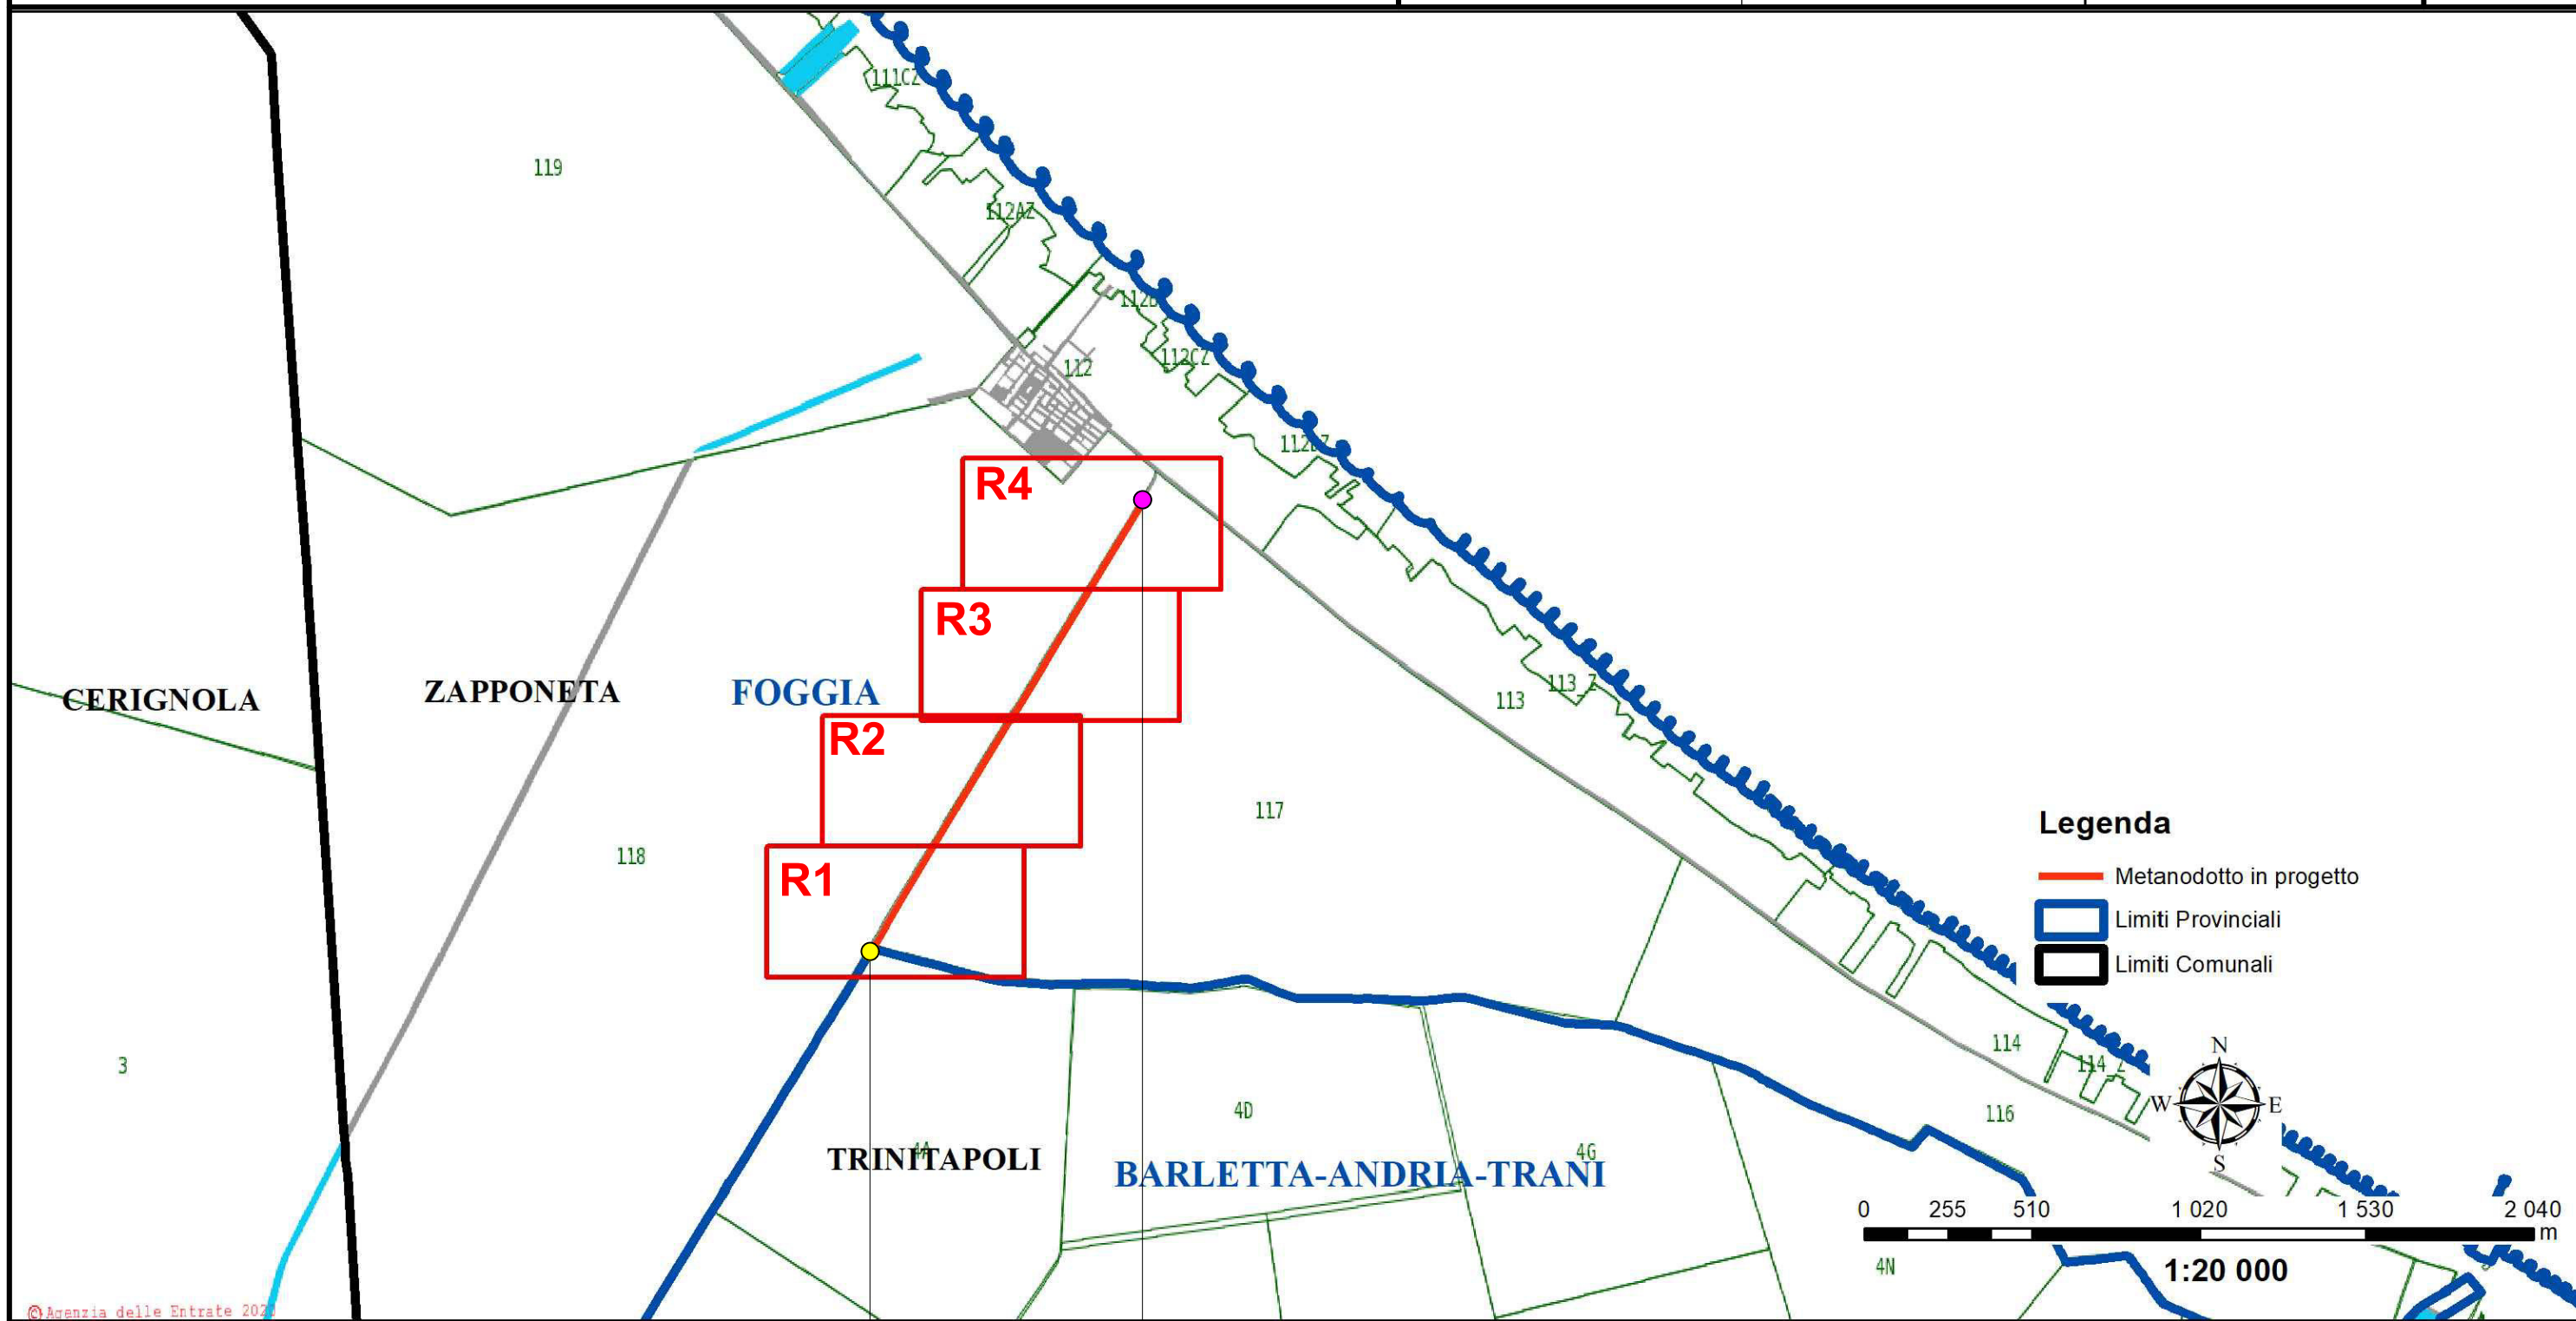 111CZ
119
112AZ
112CZ
112
R4
R3
CERIGNOLA
ZAPPONETA
FOGGIA
113
113_Z
R2
117
118
R1
Legenda
Metanodotto in progetto
Limiti Provinciali
Limiti Comunali
3
4D
TRINITAPOLI
BARLETTA-ANDRIA-TRANI
4G
114
114_Z
116
N
W
E
S
0 255 510 1 020 1 530 2 040
m
4N
1:20 000
© Agenzia delle Entrate